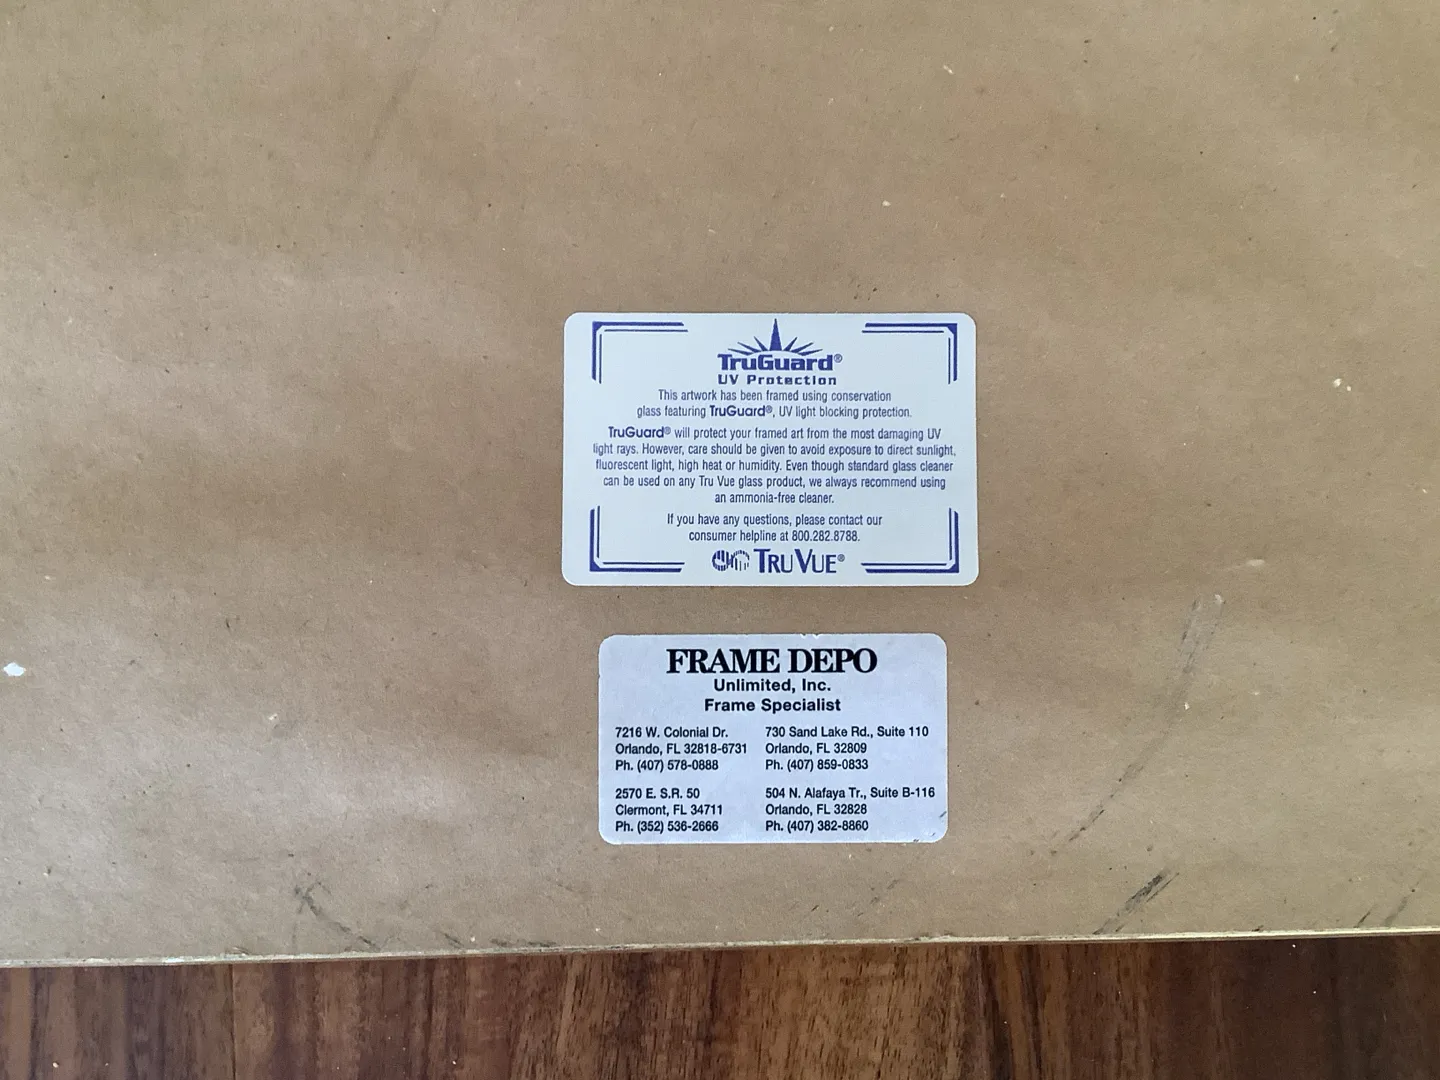 TruGuard®
UV Protection
This artwork has been framed using conservation
glass featuring TruGuard®, UV light blocking protection.
TruGuard® will protect your framed art from the most damaging UV
light rays. However, care should be given to avoid exposure to direct sunlight,
fluorescent light, high heat or humidity. Even though standard glass cleaner
can be used on any Tru Vue glass product, we always recommend using
an ammonia-free cleaner.
If you have any questions, please contact our
consumer helpline at 800.282.8788.
TRU VUE®
FRAME DEPO
Unlimited, Inc.
Frame Specialist
7216 W. Colonial Dr.
Orlando, FL 32818-6731
Ph. (407) 578-0888
730 Sand Lake Rd., Suite 110
Orlando, FL 32809
Ph. (407) 859-0833
2570 E. S.R. 50
Clermont, FL 34711
Ph. (352) 536-2666
504 N. Alafaya Tr., Suite B-116
Orlando, FL 32828
Ph. (407) 382-8860